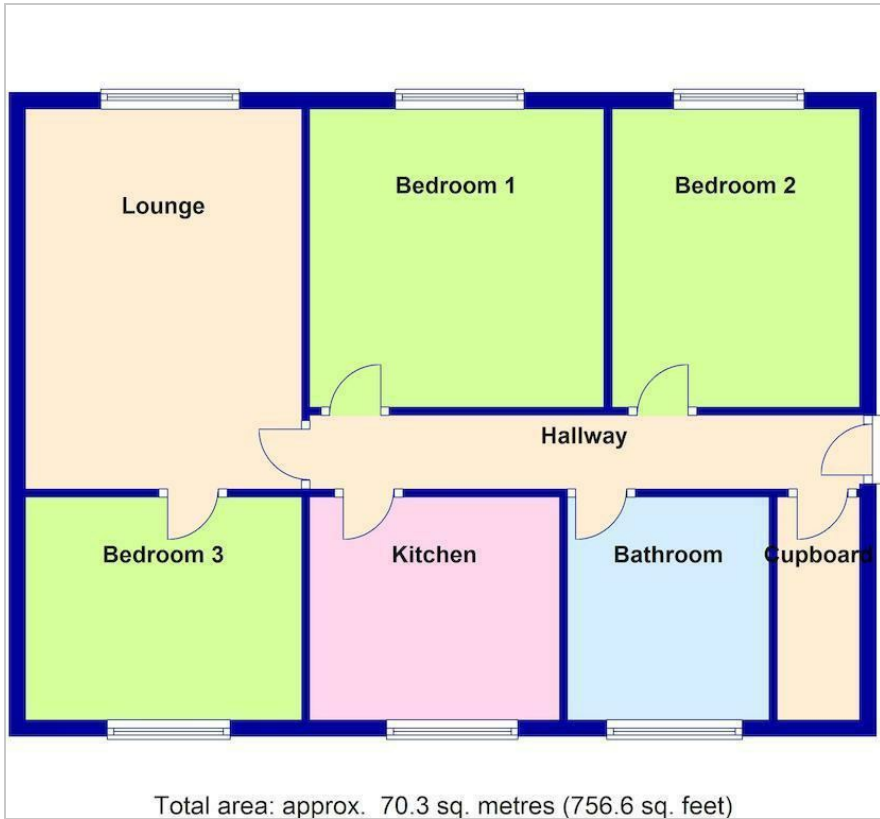 Lounge
Bedroom 1
Bedroom 2
Hallway
Bedroom 3
Kitchen
Bathroom
Cupboard
Total area: approx. 70.3 sq. metres (756.6 sq. feet)